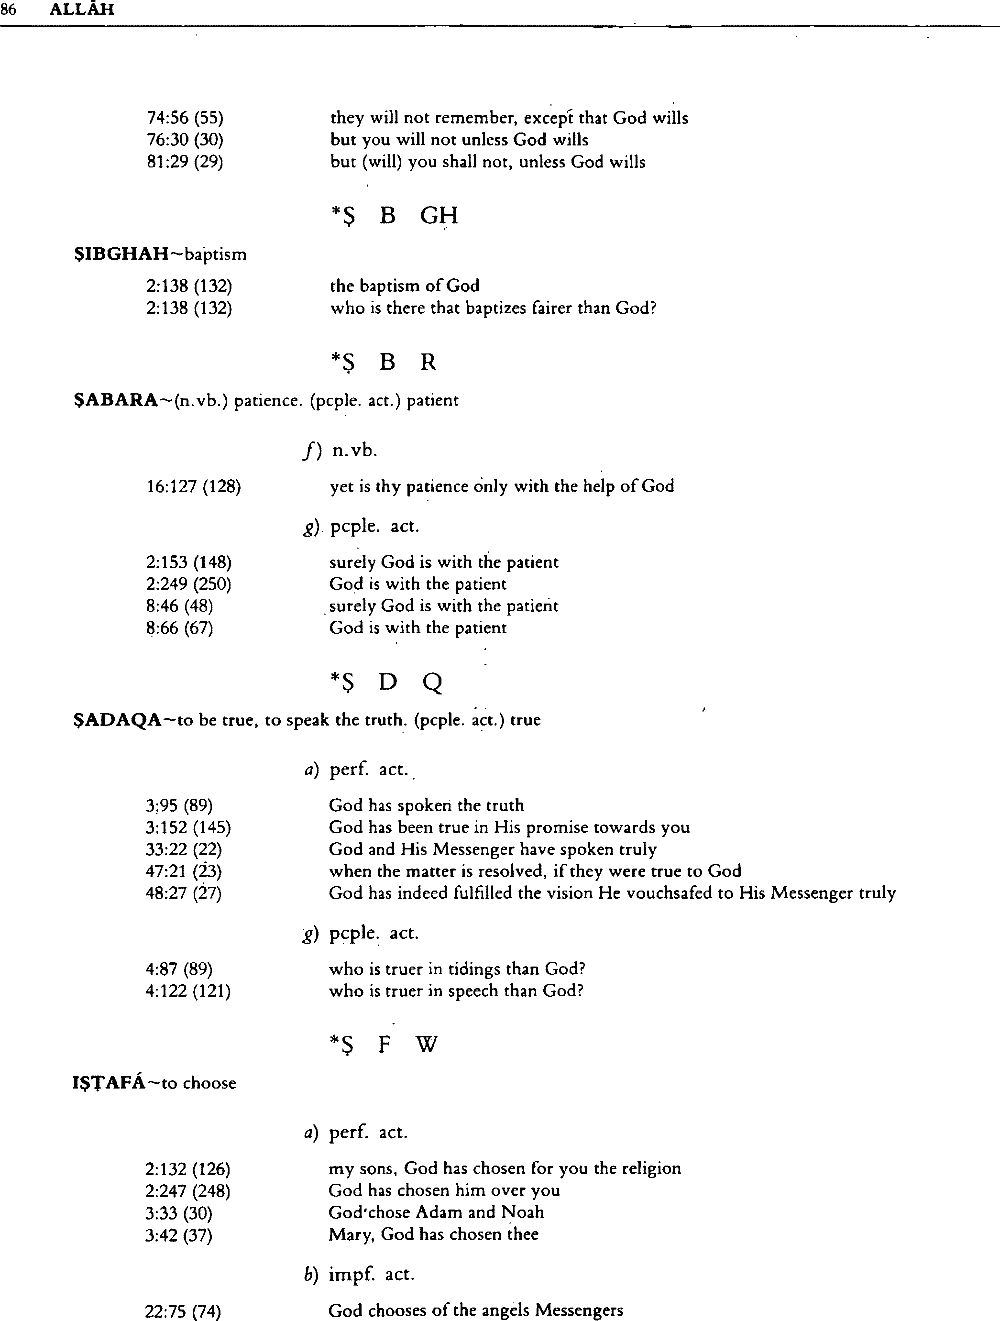 86 ALLĀH
74:56 (55) they will not remember, except that God wills
76:30 (30) but you will not unless God wills
81:29 (29) but (will) you shall not, unless God wills
*Ṣ B GH
ṢIBGHAH~baptism
2:138 (132) the baptism of God
2:138 (132) who is there that baptizes fairer than God?
*Ṣ B R
ṢABARA~(n.vb.) patience. (pcple. act.) patient
f) n.vb.
16:127 (128) yet is thy patience only with the help of God
g) pcple. act.
2:153 (148) surely God is with the patient
2:249 (250) God is with the patient
8:46 (48) surely God is with the patient
8:66 (67) God is with the patient
*Ṣ D Q
ṢADAQA~to be true, to speak the truth. (pcple. act.) true
a) perf. act.
3:95 (89) God has spoken the truth
3:152 (145) God has been true in His promise towards you
33:22 (22) God and His Messenger have spoken truly
47:21 (23) when the matter is resolved, if they were true to God
48:27 (27) God has indeed fulfilled the vision He vouchsafed to His Messenger truly
g) pcple. act.
4:87 (89) who is truer in tidings than God?
4:122 (121) who is truer in speech than God?
*Ṣ F W
IṢṬAFÁ~to choose
a) perf. act.
2:132 (126) my sons, God has chosen for you the religion
2:247 (248) God has chosen him over you
3:33 (30) God chose Adam and Noah
3:42 (37) Mary, God has chosen thee
b) impf. act.
22:75 (74) God chooses of the angels Messengers